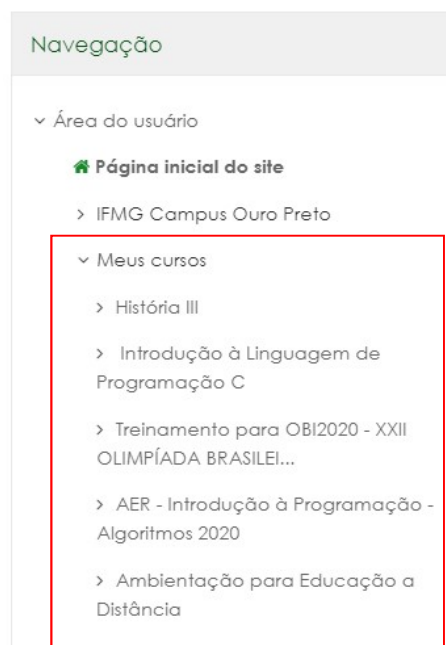 Navegação
Área do usuário
Página inicial do site
IFMG Campus Ouro Preto
Meus cursos
História III
Introdução à Linguagem de
Programação C
Treinamento para OBI2020 - XXII
OLIMPÍADA BRASILEI...
AER - Introdução à Programação -
Algoritmos 2020
Ambientação para Educação a
Distância